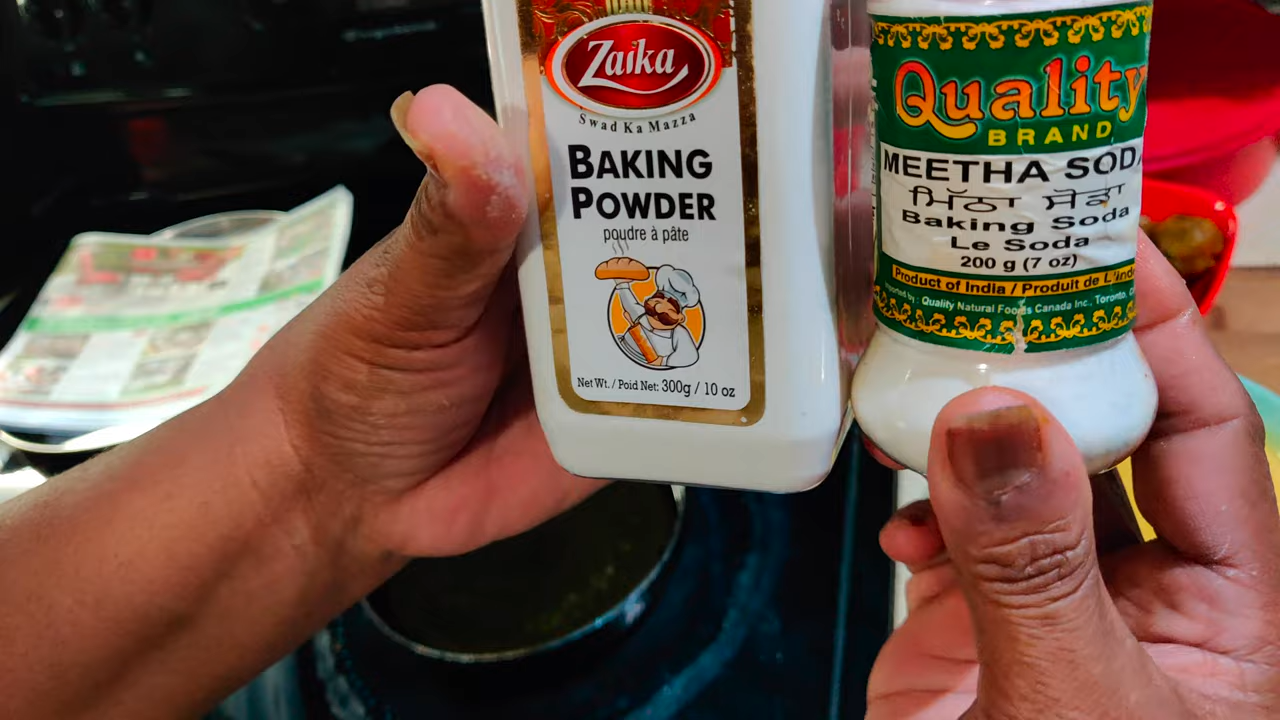 Zaika
Swad Ka Mazza
BAKING
POWDER
poudre à pâte
Net Wt. / Poid Net: 300g / 10 oz
Quality
BRAND
MEETHA SODA
ਮਿੱਠਾ ਸੋਡਾ
Baking Soda
Le Soda
200 g (7 oz)
Product of India / Produit de L'inde
Imported by: Quality Natural Foods Canada Inc., Toronto,